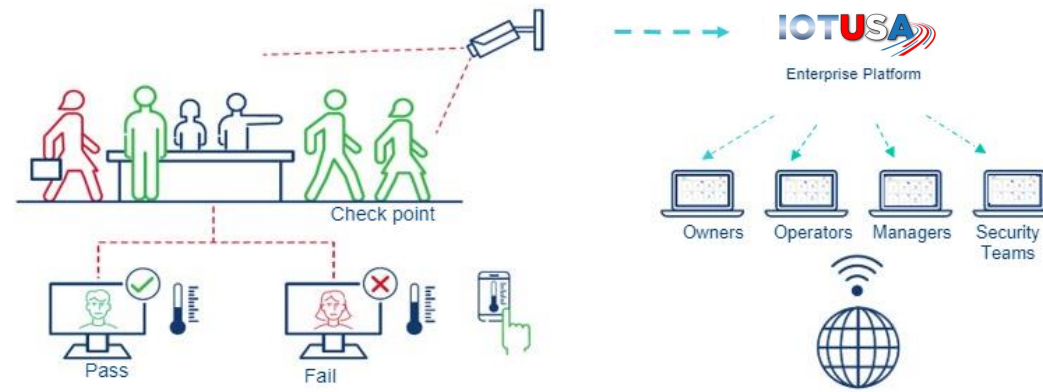 IOTUSA
Enterprise Platform
Check point
Owners
Operators
Managers
Security
Teams
Pass
Fail